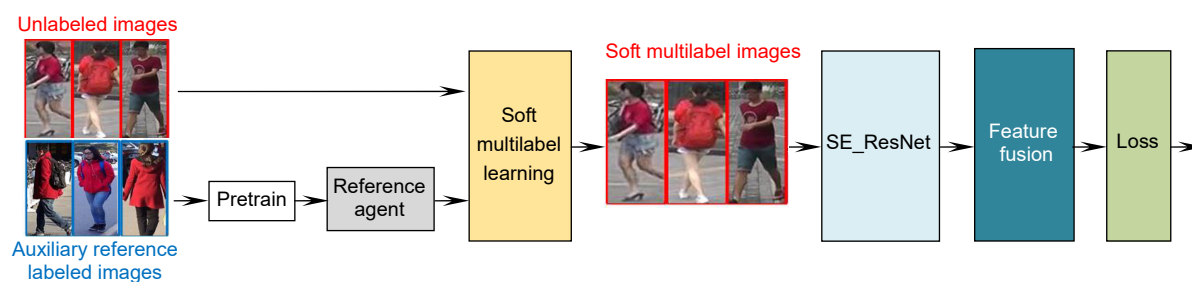 Unlabeled images
Auxiliary reference
labeled images
Pretrain
Reference
agent
Soft
multilabel
learning
Soft multilabel images
SE_ResNet
Feature
fusion
Loss